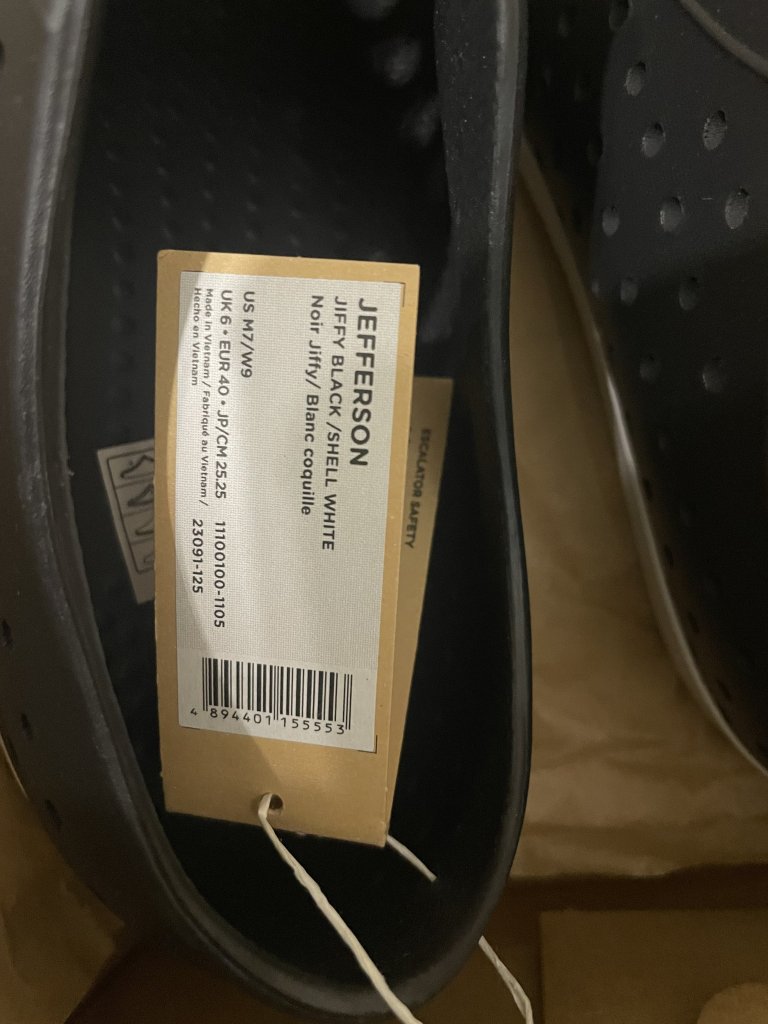 JEFFERSON
JIFFY BLACK /SHELL WHITE
Noir Jiffy/ Blanc coquille
US M7/W9
UK 6 • EUR 40 • JP/CM 25.25
11100100-1105
Made in Vietnam / Fabriqué au Vietnam /
Hecho en Vietnam
23091-125
4 894401 155553
ESCALATOR SAFETY